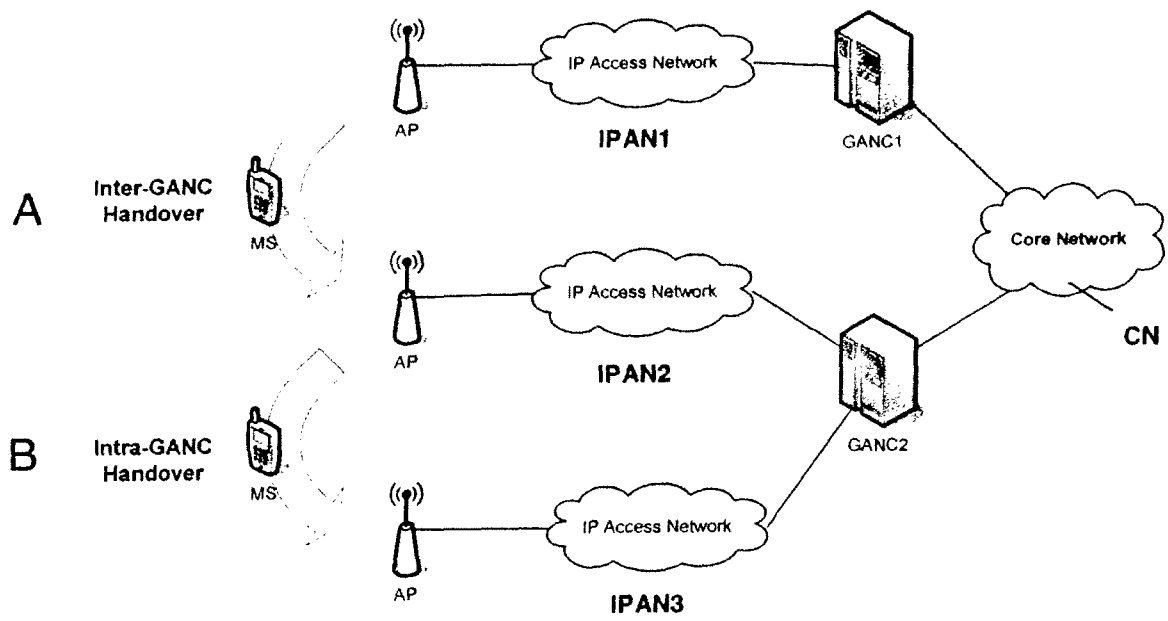 AP
IP Access Network
IPAN1
GANC1
A
Inter-GANC
Handover
MS
Core Network
CN
AP
IP Access Network
IPAN2
GANC2
B
Intra-GANC
Handover
MS
AP
IP Access Network
IPAN3